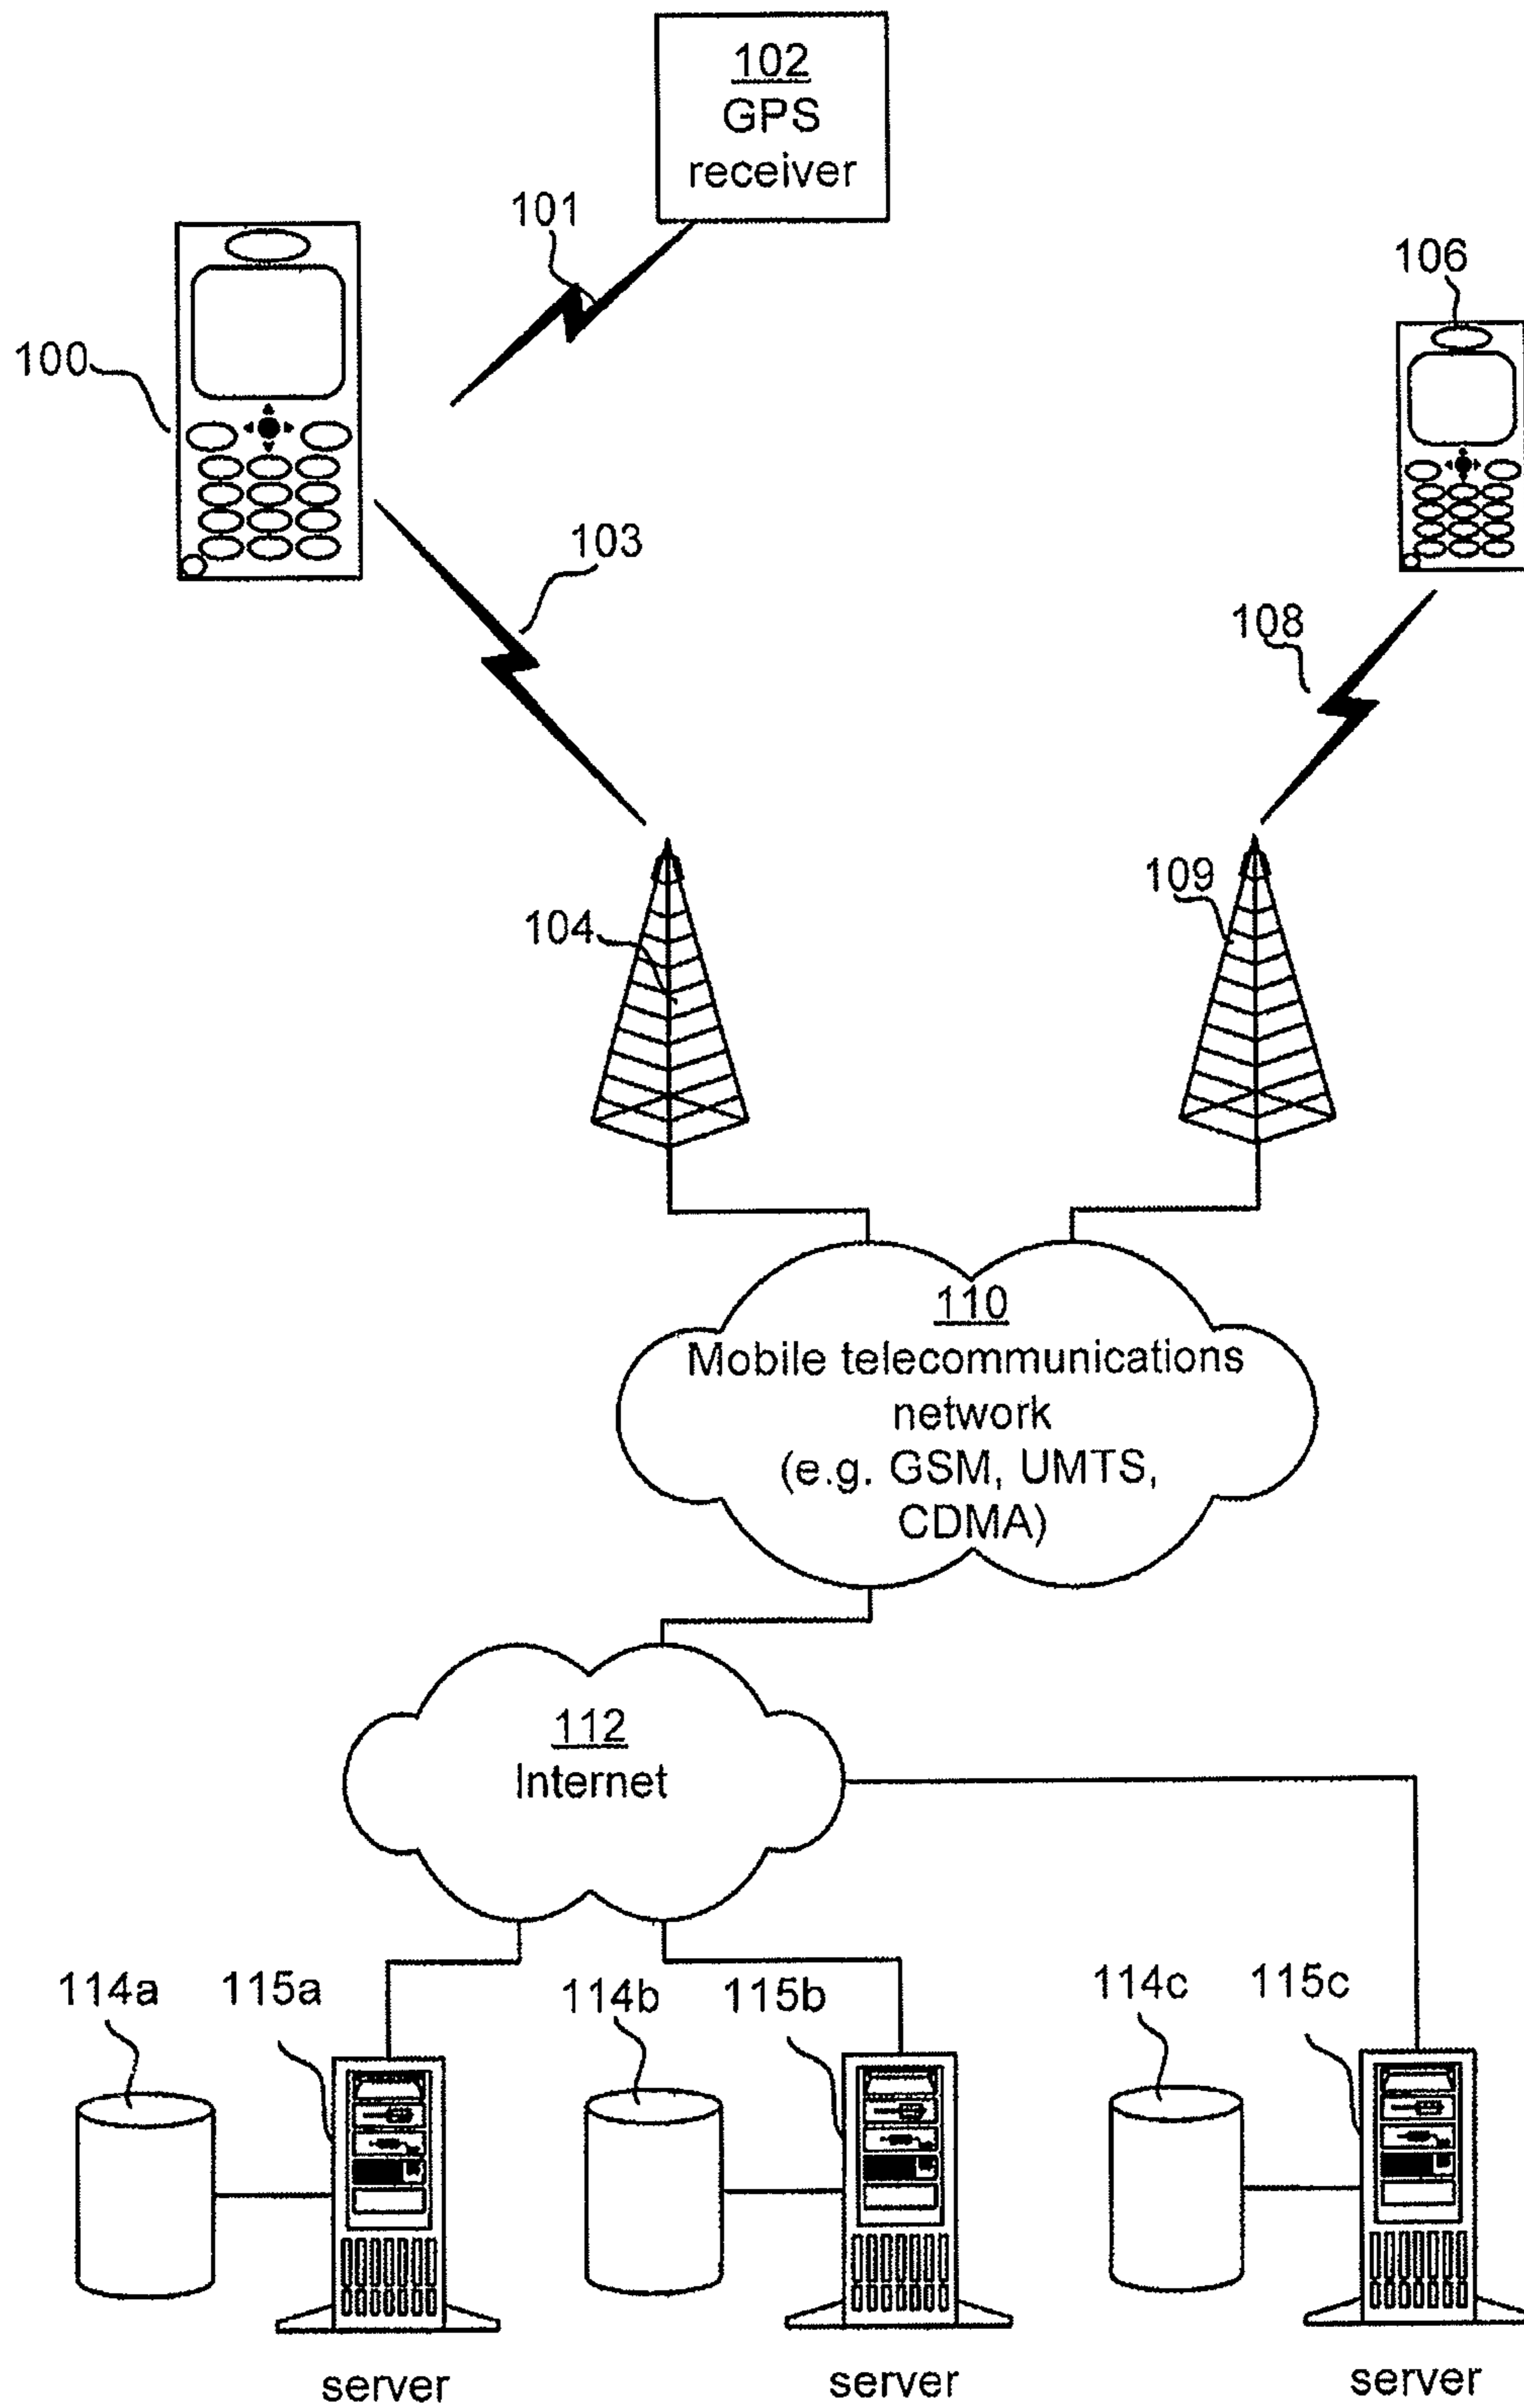 102
GPS
receiver
101
106
100
103
108
109
104
110
Mobile telecommunications
network
(e.g. GSM, UMTS,
CDMA)
112
Internet
114a
115a
114b
115b
114c
115c
server
server
server